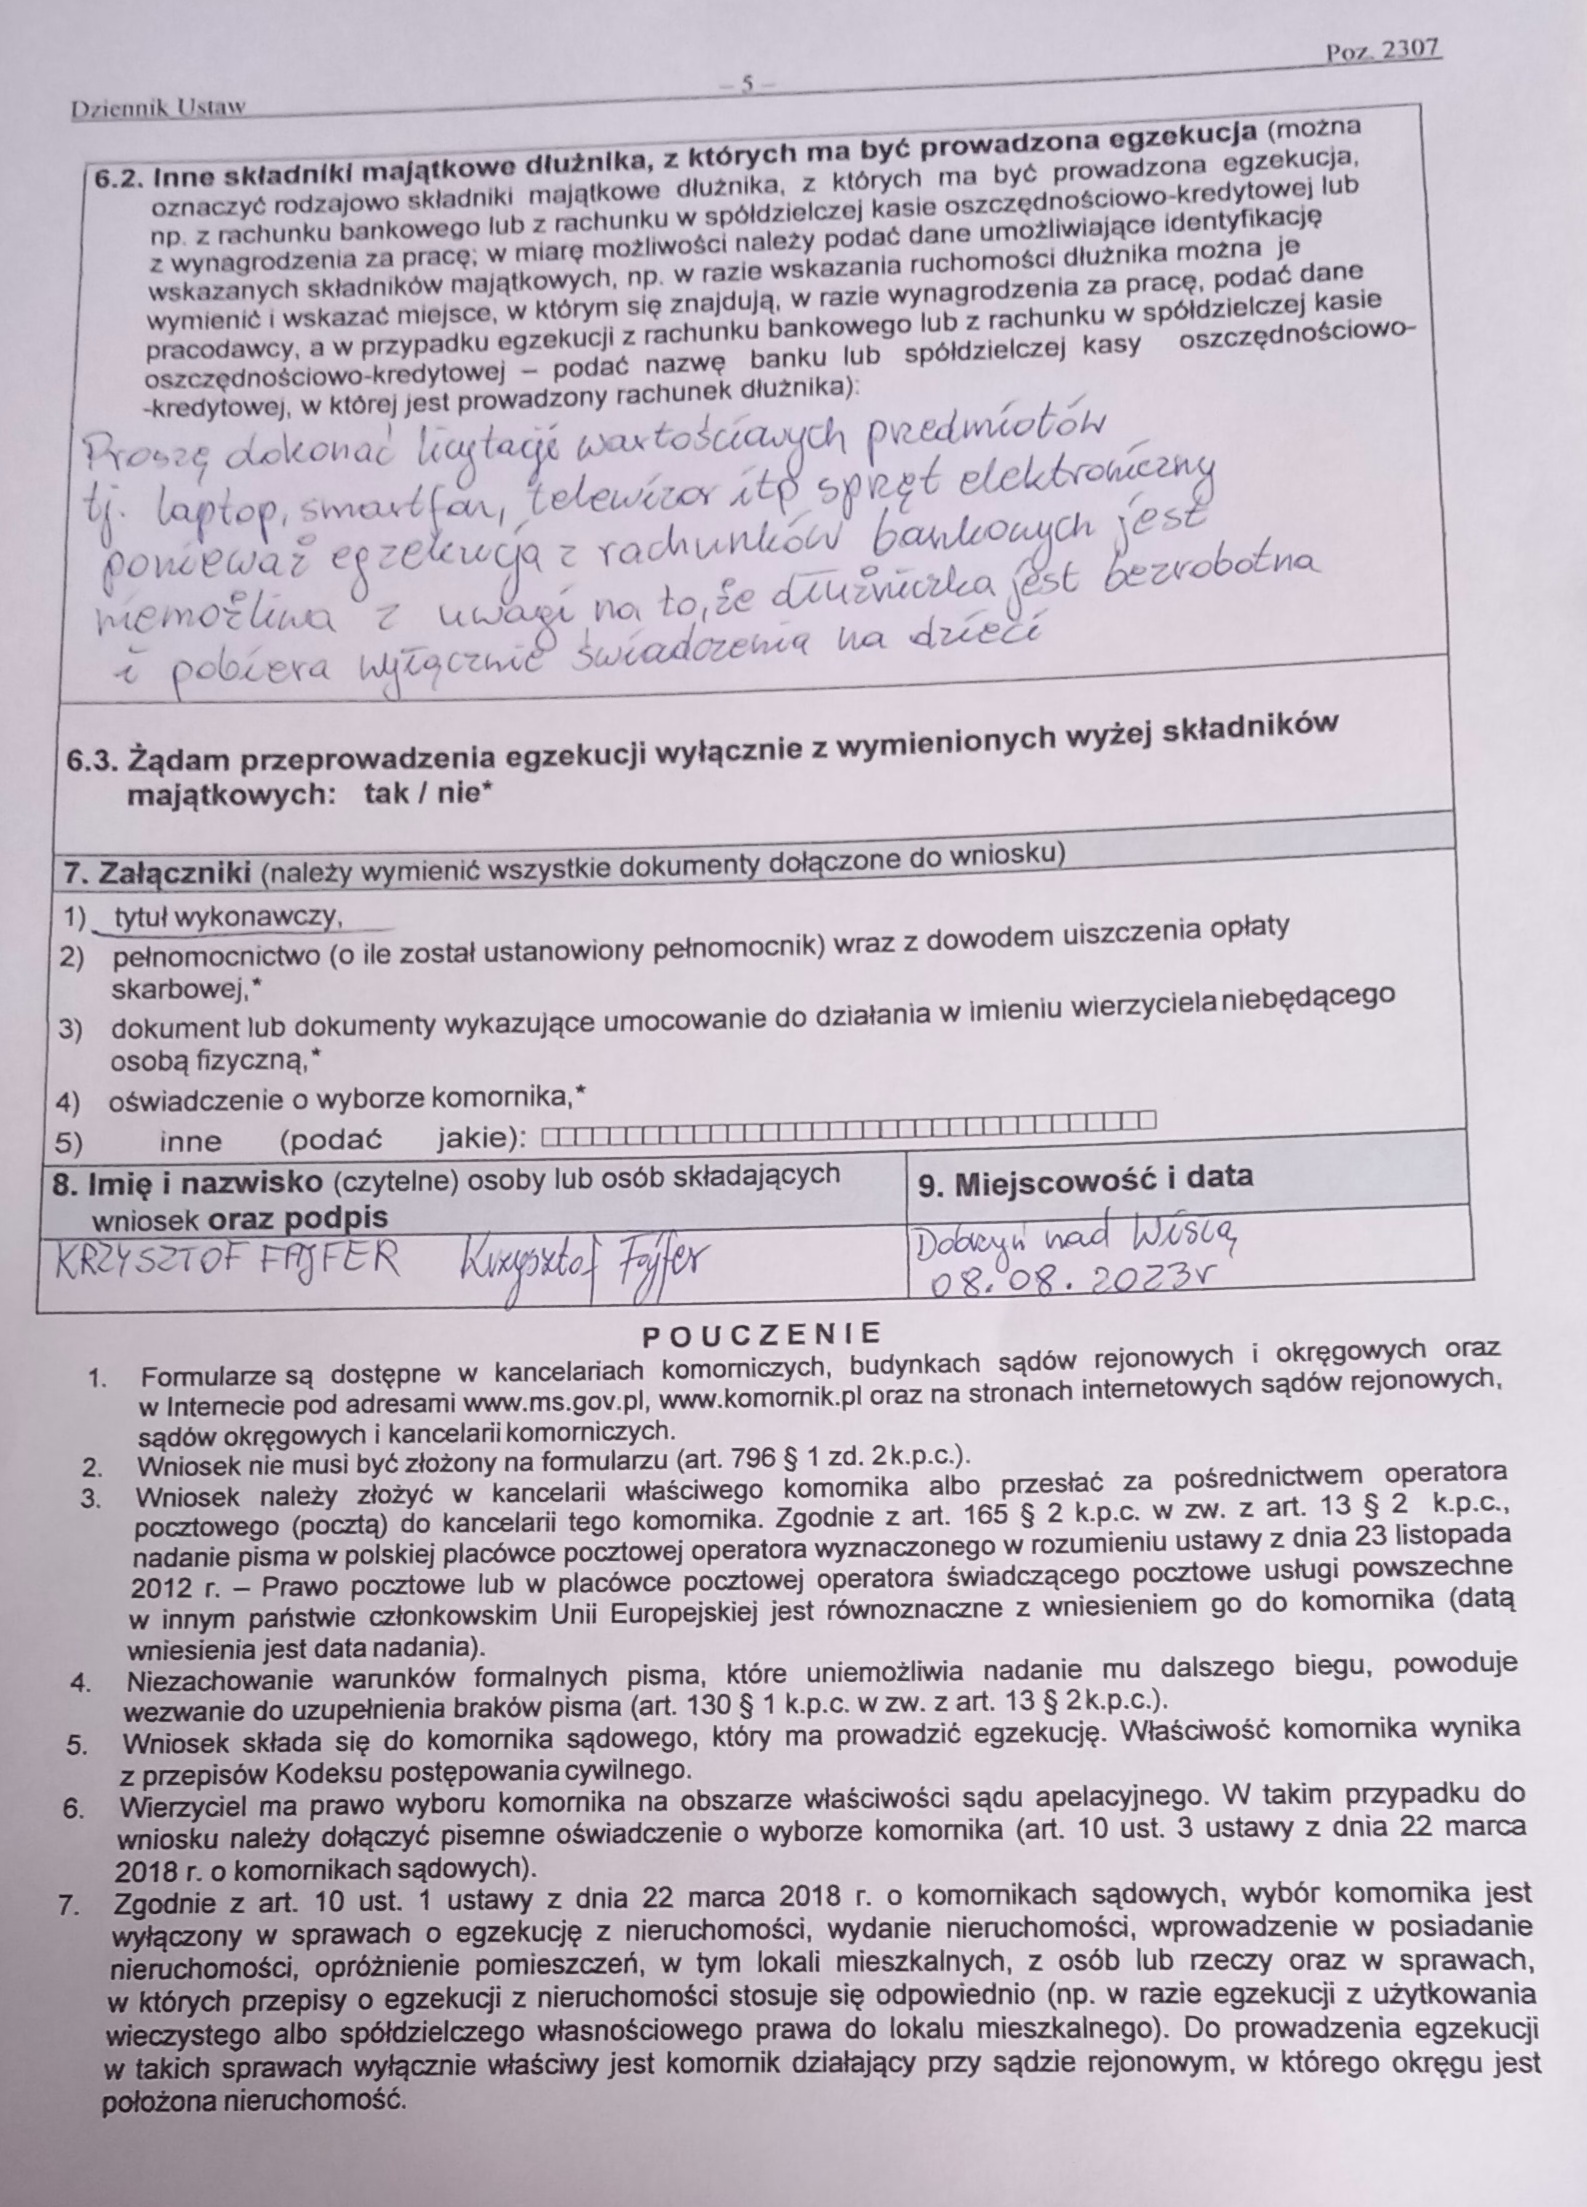 Dziennik Ustaw
– 5 –
Poz. 2307
6.2. Inne składniki majątkowe dłużnika, z których ma być prowadzona egzekucja (można
oznaczyć rodzajowo składniki majątkowe dłużnika, z których ma być prowadzona egzekucja,
np. z rachunku bankowego lub z rachunku w spółdzielczej kasie oszczędnościowo-kredytowej lub
z wynagrodzenia za pracę; w miarę możliwości należy podać dane umożliwiające identyfikację
wskazanych składników majątkowych, np. w razie wskazania ruchomości dłużnika można je
wymienić i wskazać miejsce, w którym się znajdują, w razie wynagrodzenia za pracę, podać dane
pracodawcy, a w przypadku egzekucji z rachunku bankowego lub z rachunku w spółdzielczej kasie
oszczędnościowo-kredytowej – podać nazwę banku lub spółdzielczej kasy oszczędnościowo-
-kredytowej, w której jest prowadzony rachunek dłużnika):
Proszę dokonać licytacji wartościowych przedmiotów
tj. laptop, smartfon, telewizor itp sprzęt elektroniczny
ponieważ egzekucja z rachunków bankowych jest
niemożliwa z uwagi na to, że dłużniczka jest bezrobotna
i pobiera wyłącznie świadczenia na dzieci
6.3. Żądam przeprowadzenia egzekucji wyłącznie z wymienionych wyżej składników
majątkowych: tak / nie*
7. Załączniki (należy wymienić wszystkie dokumenty dołączone do wniosku)
1) tytuł wykonawczy,
2) pełnomocnictwo (o ile został ustanowiony pełnomocnik) wraz z dowodem uiszczenia opłaty
skarbowej,*
3) dokument lub dokumenty wykazujące umocowanie do działania w imieniu wierzyciela niebędącego
osobą fizyczną,*
4) oświadczenie o wyborze komornika,*
5) inne (podać jakie):
8. Imię i nazwisko (czytelne) osoby lub osób składających
wniosek oraz podpis
9. Miejscowość i data
KRZYSZTOF FAJFER Krzysztof Fajfer
Dobrzyń nad Wisłą
08.08.2023r
POUCZENIE
1. Formularze są dostępne w kancelariach komorniczych, budynkach sądów rejonowych i okręgowych oraz
w Internecie pod adresami www.ms.gov.pl, www.komornik.pl oraz na stronach internetowych sądów rejonowych,
sądów okręgowych i kancelarii komorniczych.
2. Wniosek nie musi być złożony na formularzu (art. 796 § 1 zd. 2 k.p.c.).
3. Wniosek należy złożyć w kancelarii właściwego komornika albo przesłać za pośrednictwem operatora
pocztowego (pocztą) do kancelarii tego komornika. Zgodnie z art. 165 § 2 k.p.c. w zw. z art. 13 § 2 k.p.c.,
nadanie pisma w polskiej placówce pocztowej operatora wyznaczonego w rozumieniu ustawy z dnia 23 listopada
2012 r. – Prawo pocztowe lub w placówce pocztowej operatora świadczącego pocztowe usługi powszechne
w innym państwie członkowskim Unii Europejskiej jest równoznaczne z wniesieniem go do komornika (datą
wniesienia jest data nadania).
4. Niezachowanie warunków formalnych pisma, które uniemożliwia nadanie mu dalszego biegu, powoduje
wezwanie do uzupełnienia braków pisma (art. 130 § 1 k.p.c. w zw. z art. 13 § 2 k.p.c.).
5. Wniosek składa się do komornika sądowego, który ma prowadzić egzekucję. Właściwość komornika wynika
z przepisów Kodeksu postępowania cywilnego.
6. Wierzyciel ma prawo wyboru komornika na obszarze właściwości sądu apelacyjnego. W takim przypadku do
wniosku należy dołączyć pisemne oświadczenie o wyborze komornika (art. 10 ust. 3 ustawy z dnia 22 marca
2018 r. o komornikach sądowych).
7. Zgodnie z art. 10 ust. 1 ustawy z dnia 22 marca 2018 r. o komornikach sądowych, wybór komornika jest
wyłączony w sprawach o egzekucję z nieruchomości, wydanie nieruchomości, wprowadzenie w posiadanie
nieruchomości, opróżnienie pomieszczeń, w tym lokali mieszkalnych, z osób lub rzeczy oraz w sprawach,
w których przepisy o egzekucji z nieruchomości stosuje się odpowiednio (np. w razie egzekucji z użytkowania
wieczystego albo spółdzielczego własnościowego prawa do lokalu mieszkalnego). Do prowadzenia egzekucji
w takich sprawach wyłącznie właściwy jest komornik działający przy sądzie rejonowym, w którego okręgu jest
położona nieruchomość.